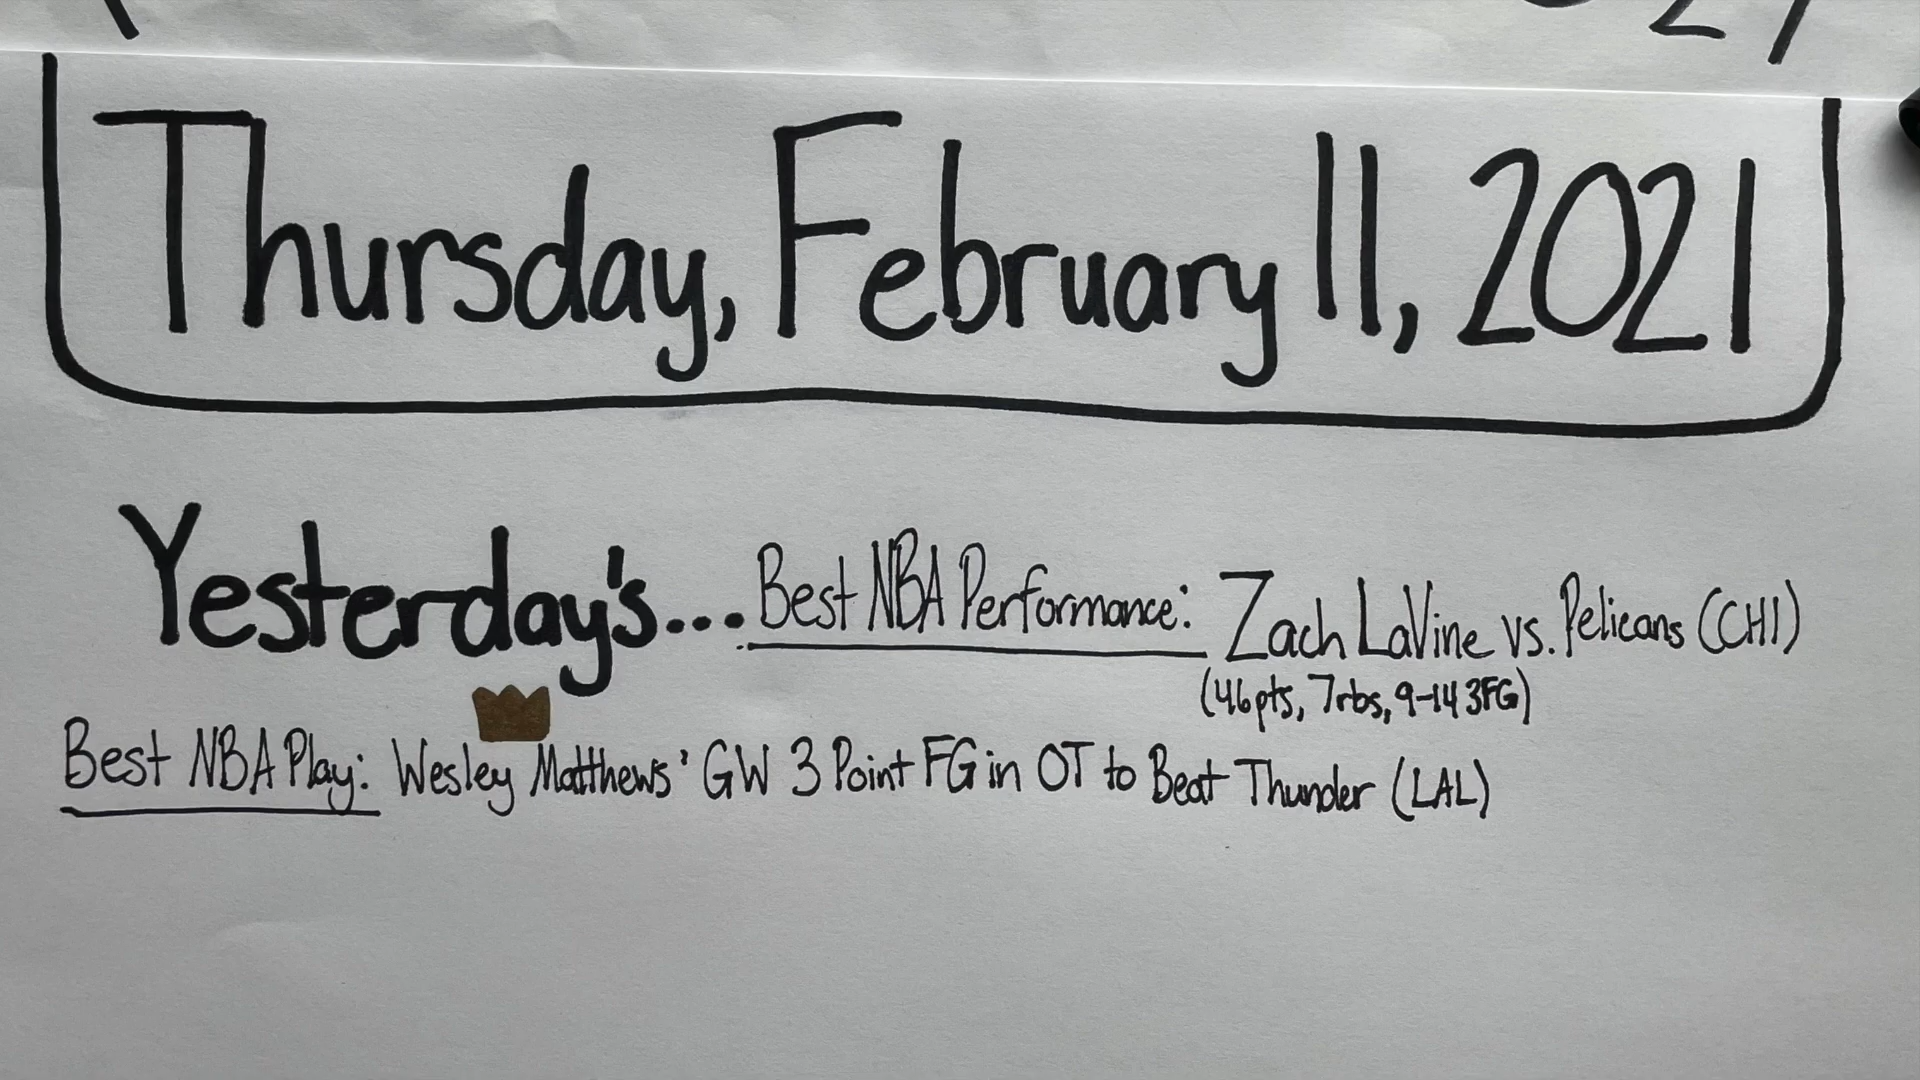 Thursday, February 11, 2021
Yesterday's... Best NBA Performance: Zach LaVine vs. Pelicans (CHI)
(46pts, 7rbs, 9-14 3FG)
Best NBA Play: Wesley Matthews' GW 3 Point FG in OT to Beat Thunder (LAL)